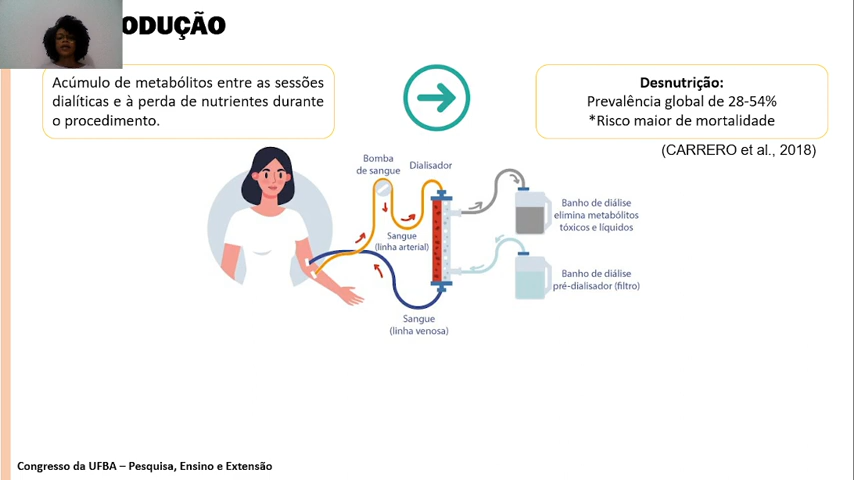 ODUÇÃO
Acúmulo de metabólitos entre as sessões
dialíticas e à perda de nutrientes durante
o procedimento.
Desnutrição:
Prevalência global de 28-54%
*Risco maior de mortalidade
(CARRERO et al., 2018)
Bomba
de sangue
Dialisador
Sangue
(linha arterial)
Banho de diálise
elimina metabólitos
tóxicos e líquidos
Banho de diálise
pré-dialisador (filtro)
Sangue
(linha venosa)
Congresso da UFBA – Pesquisa, Ensino e Extensão